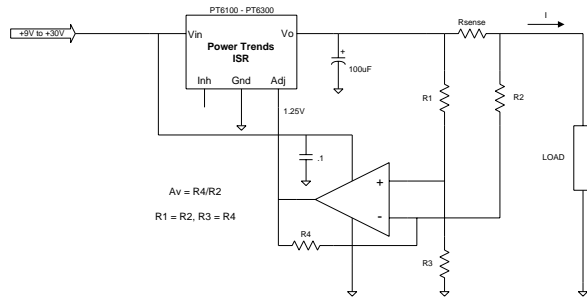 PT6100 - PT6300
+9V to +30V
Vin
Vo
Power Trends
ISR
Inh
Gnd
Adj
+
100uF
Rsense
I
R1
R2
1.25V
.1
LOAD
Av = R4/R2
R1 = R2, R3 = R4
+
-
R4
R3